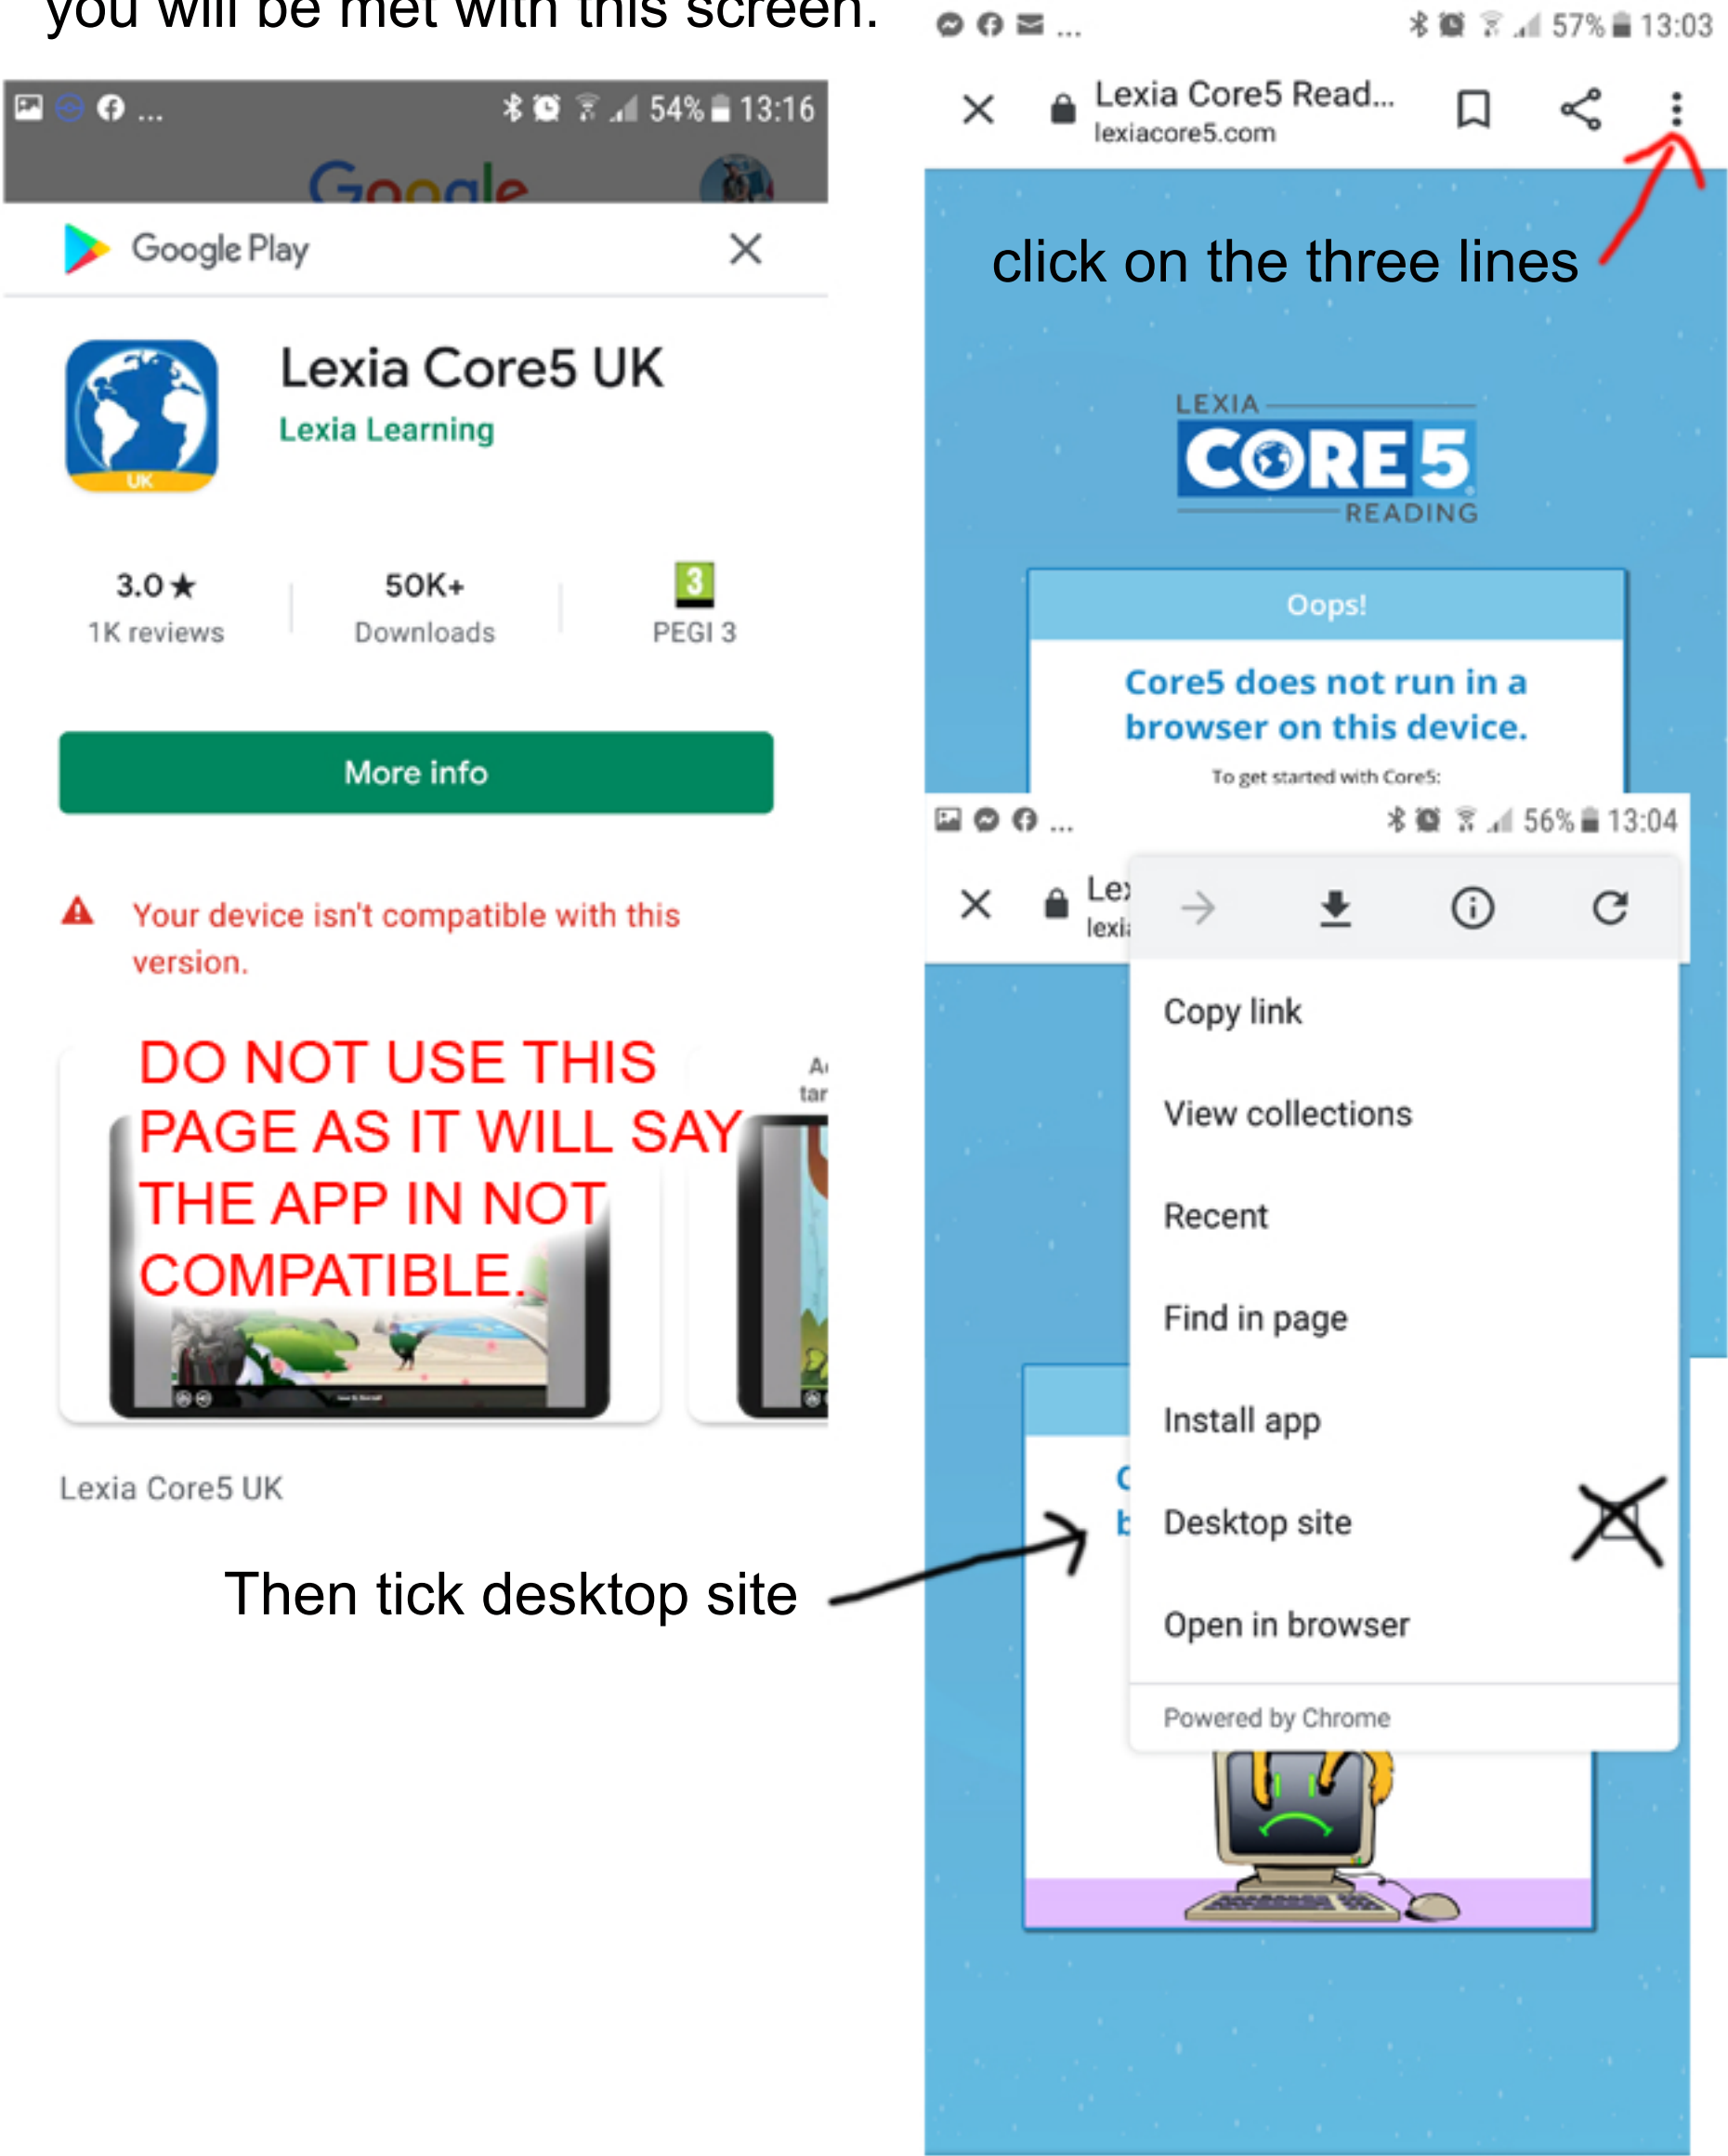 you will be met with this screen.
... 54% 13:16
Google
Google Play
Lexia Core5 UK
Lexia Learning
UK
3.0★ 50K+ 3
1K reviews Downloads PEGI 3
More info
Your device isn't compatible with this
version.
DO NOT USE THIS
PAGE AS IT WILL SAY
THE APP IN NOT
COMPATIBLE.
Lexia Core5 UK
Then tick desktop site
... 57% 13:03
Lexia Core5 Read...
lexiacore5.com
click on the three lines
LEXIA
CORE5
READING
Oops!
Core5 does not run in a
browser on this device.
To get started with Core5:
... 56% 13:04
Copy link
View collections
Recent
Find in page
Install app
Desktop site
Open in browser
Powered by Chrome